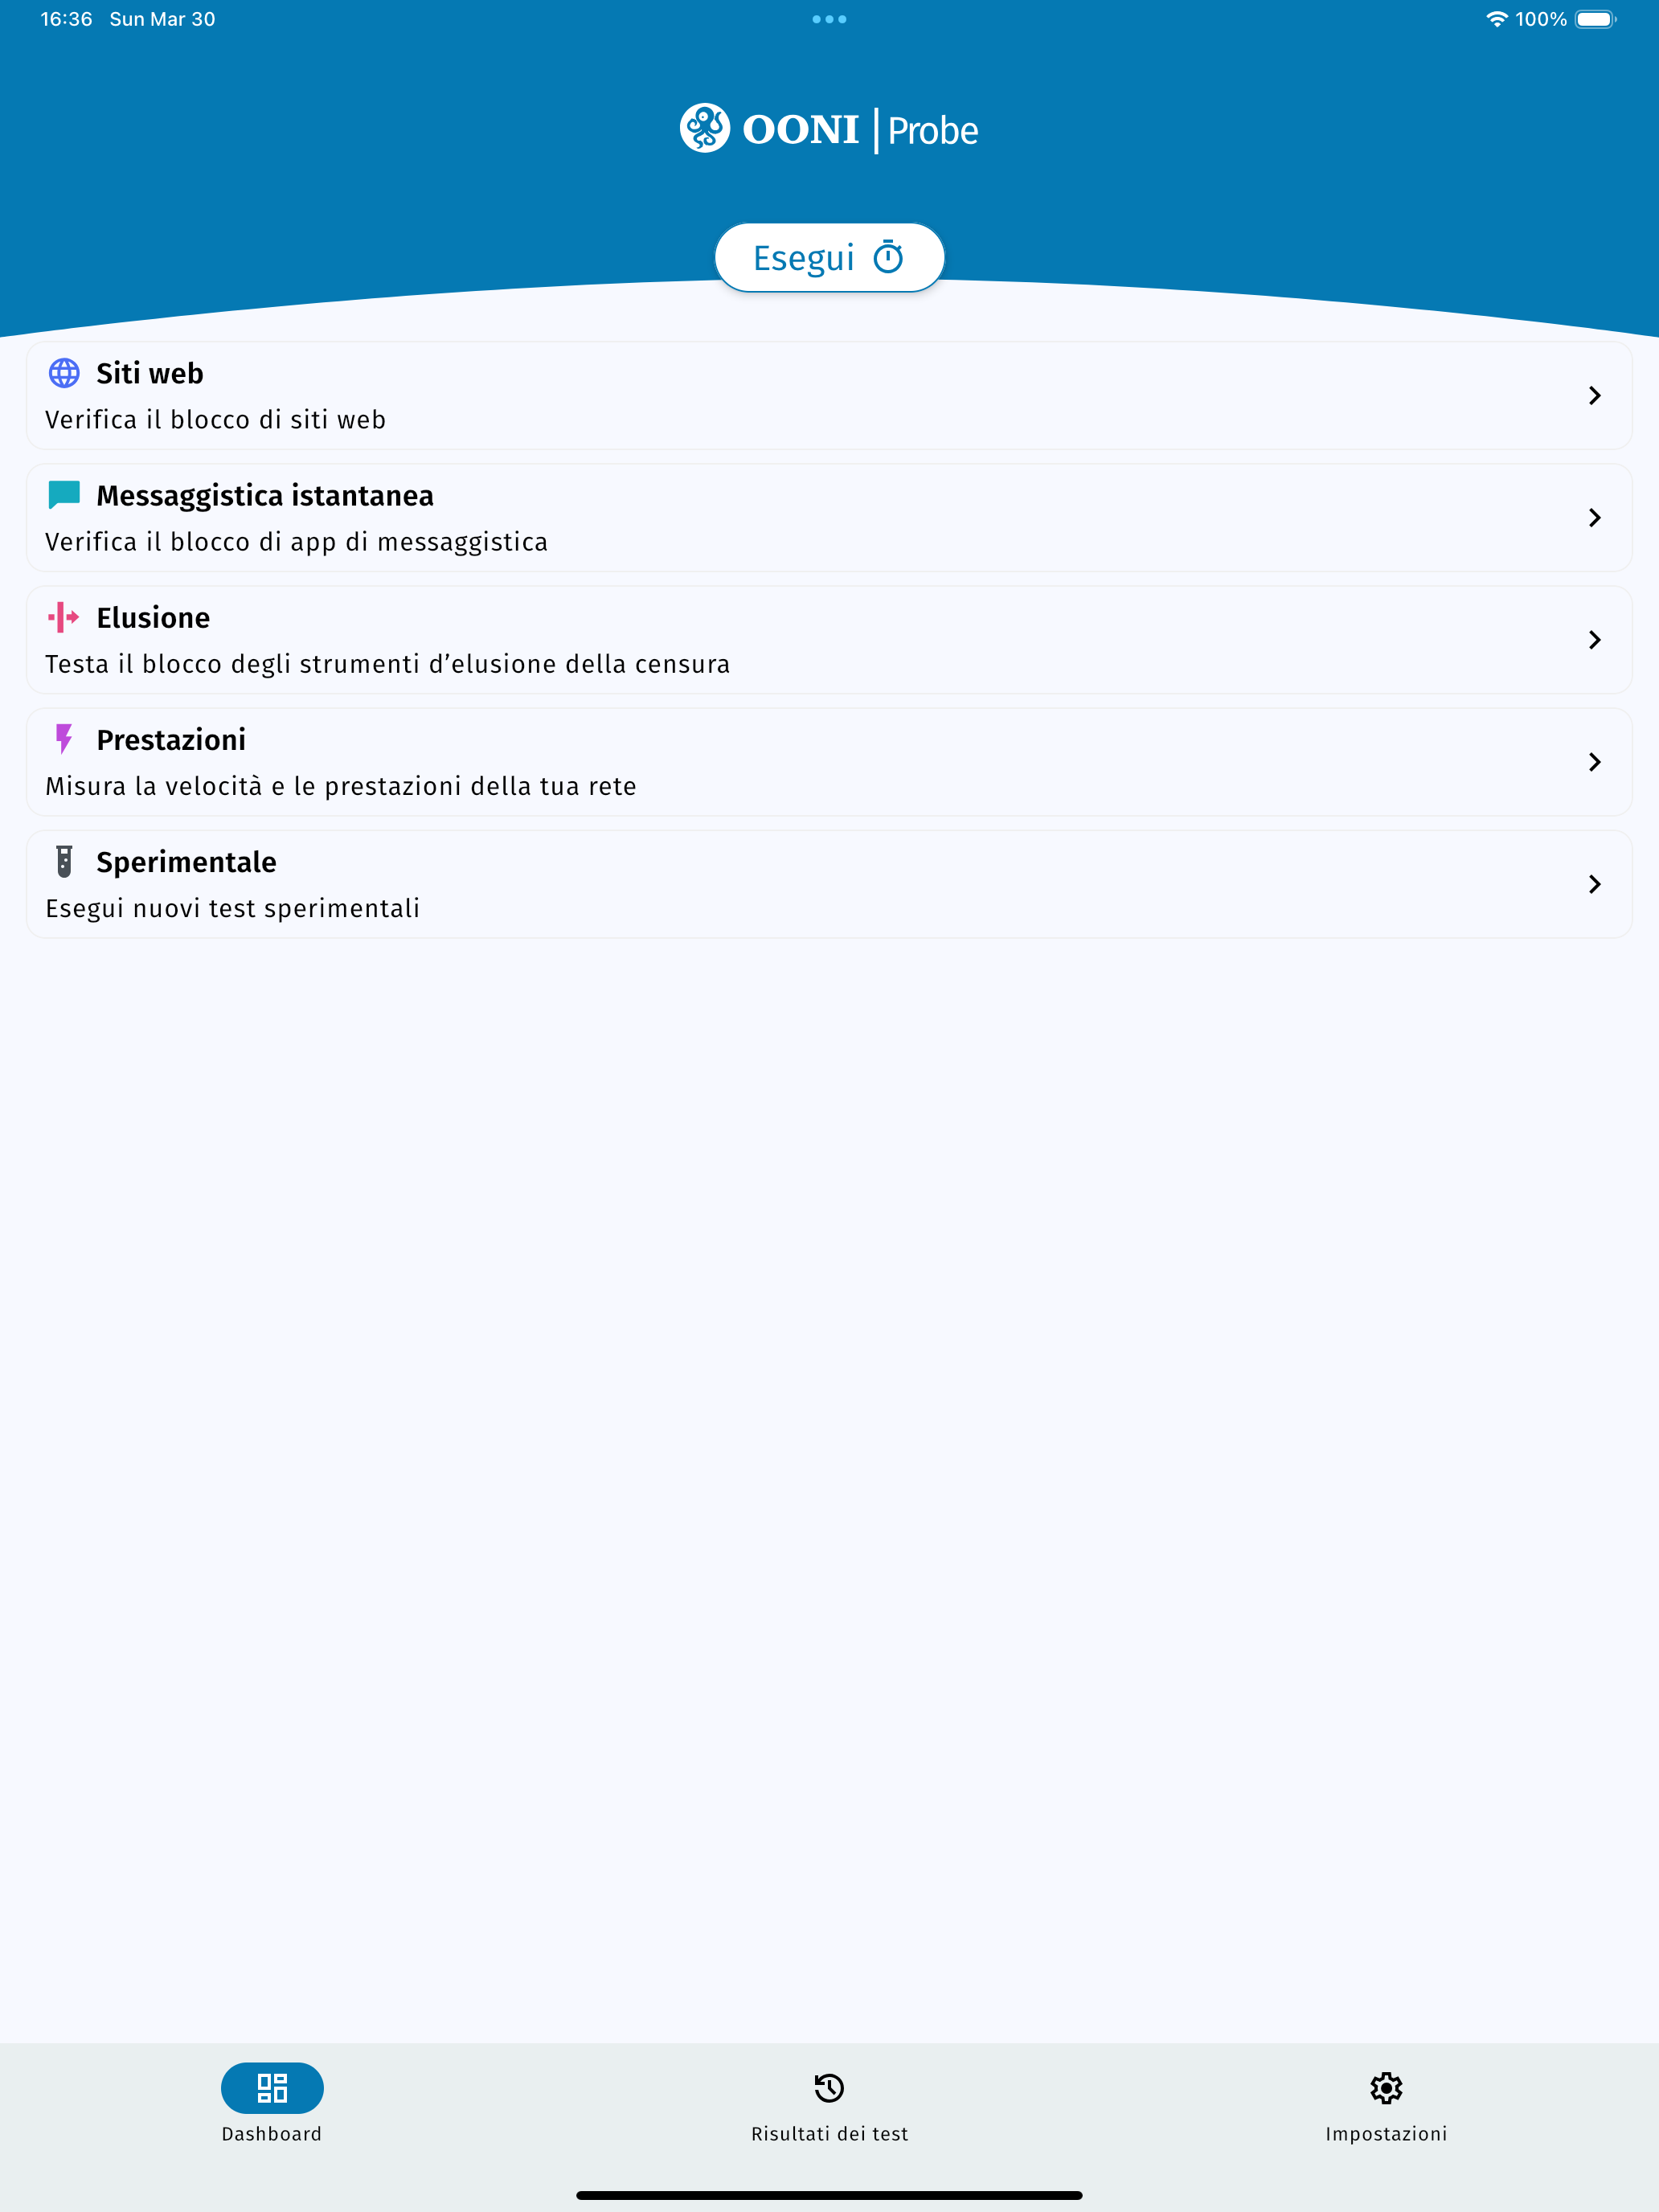 16:36 Sun Mar 30
100%
OONI | Probe
Esegui
Siti web
Verifica il blocco di siti web
Messaggistica istantanea
Verifica il blocco di app di messaggistica
Elusione
Testa il blocco degli strumenti d’elusione della censura
Prestazioni
Misura la velocità e le prestazioni della tua rete
Sperimentale
Esegui nuovi test sperimentali
Dashboard
Risultati dei test
Impostazioni